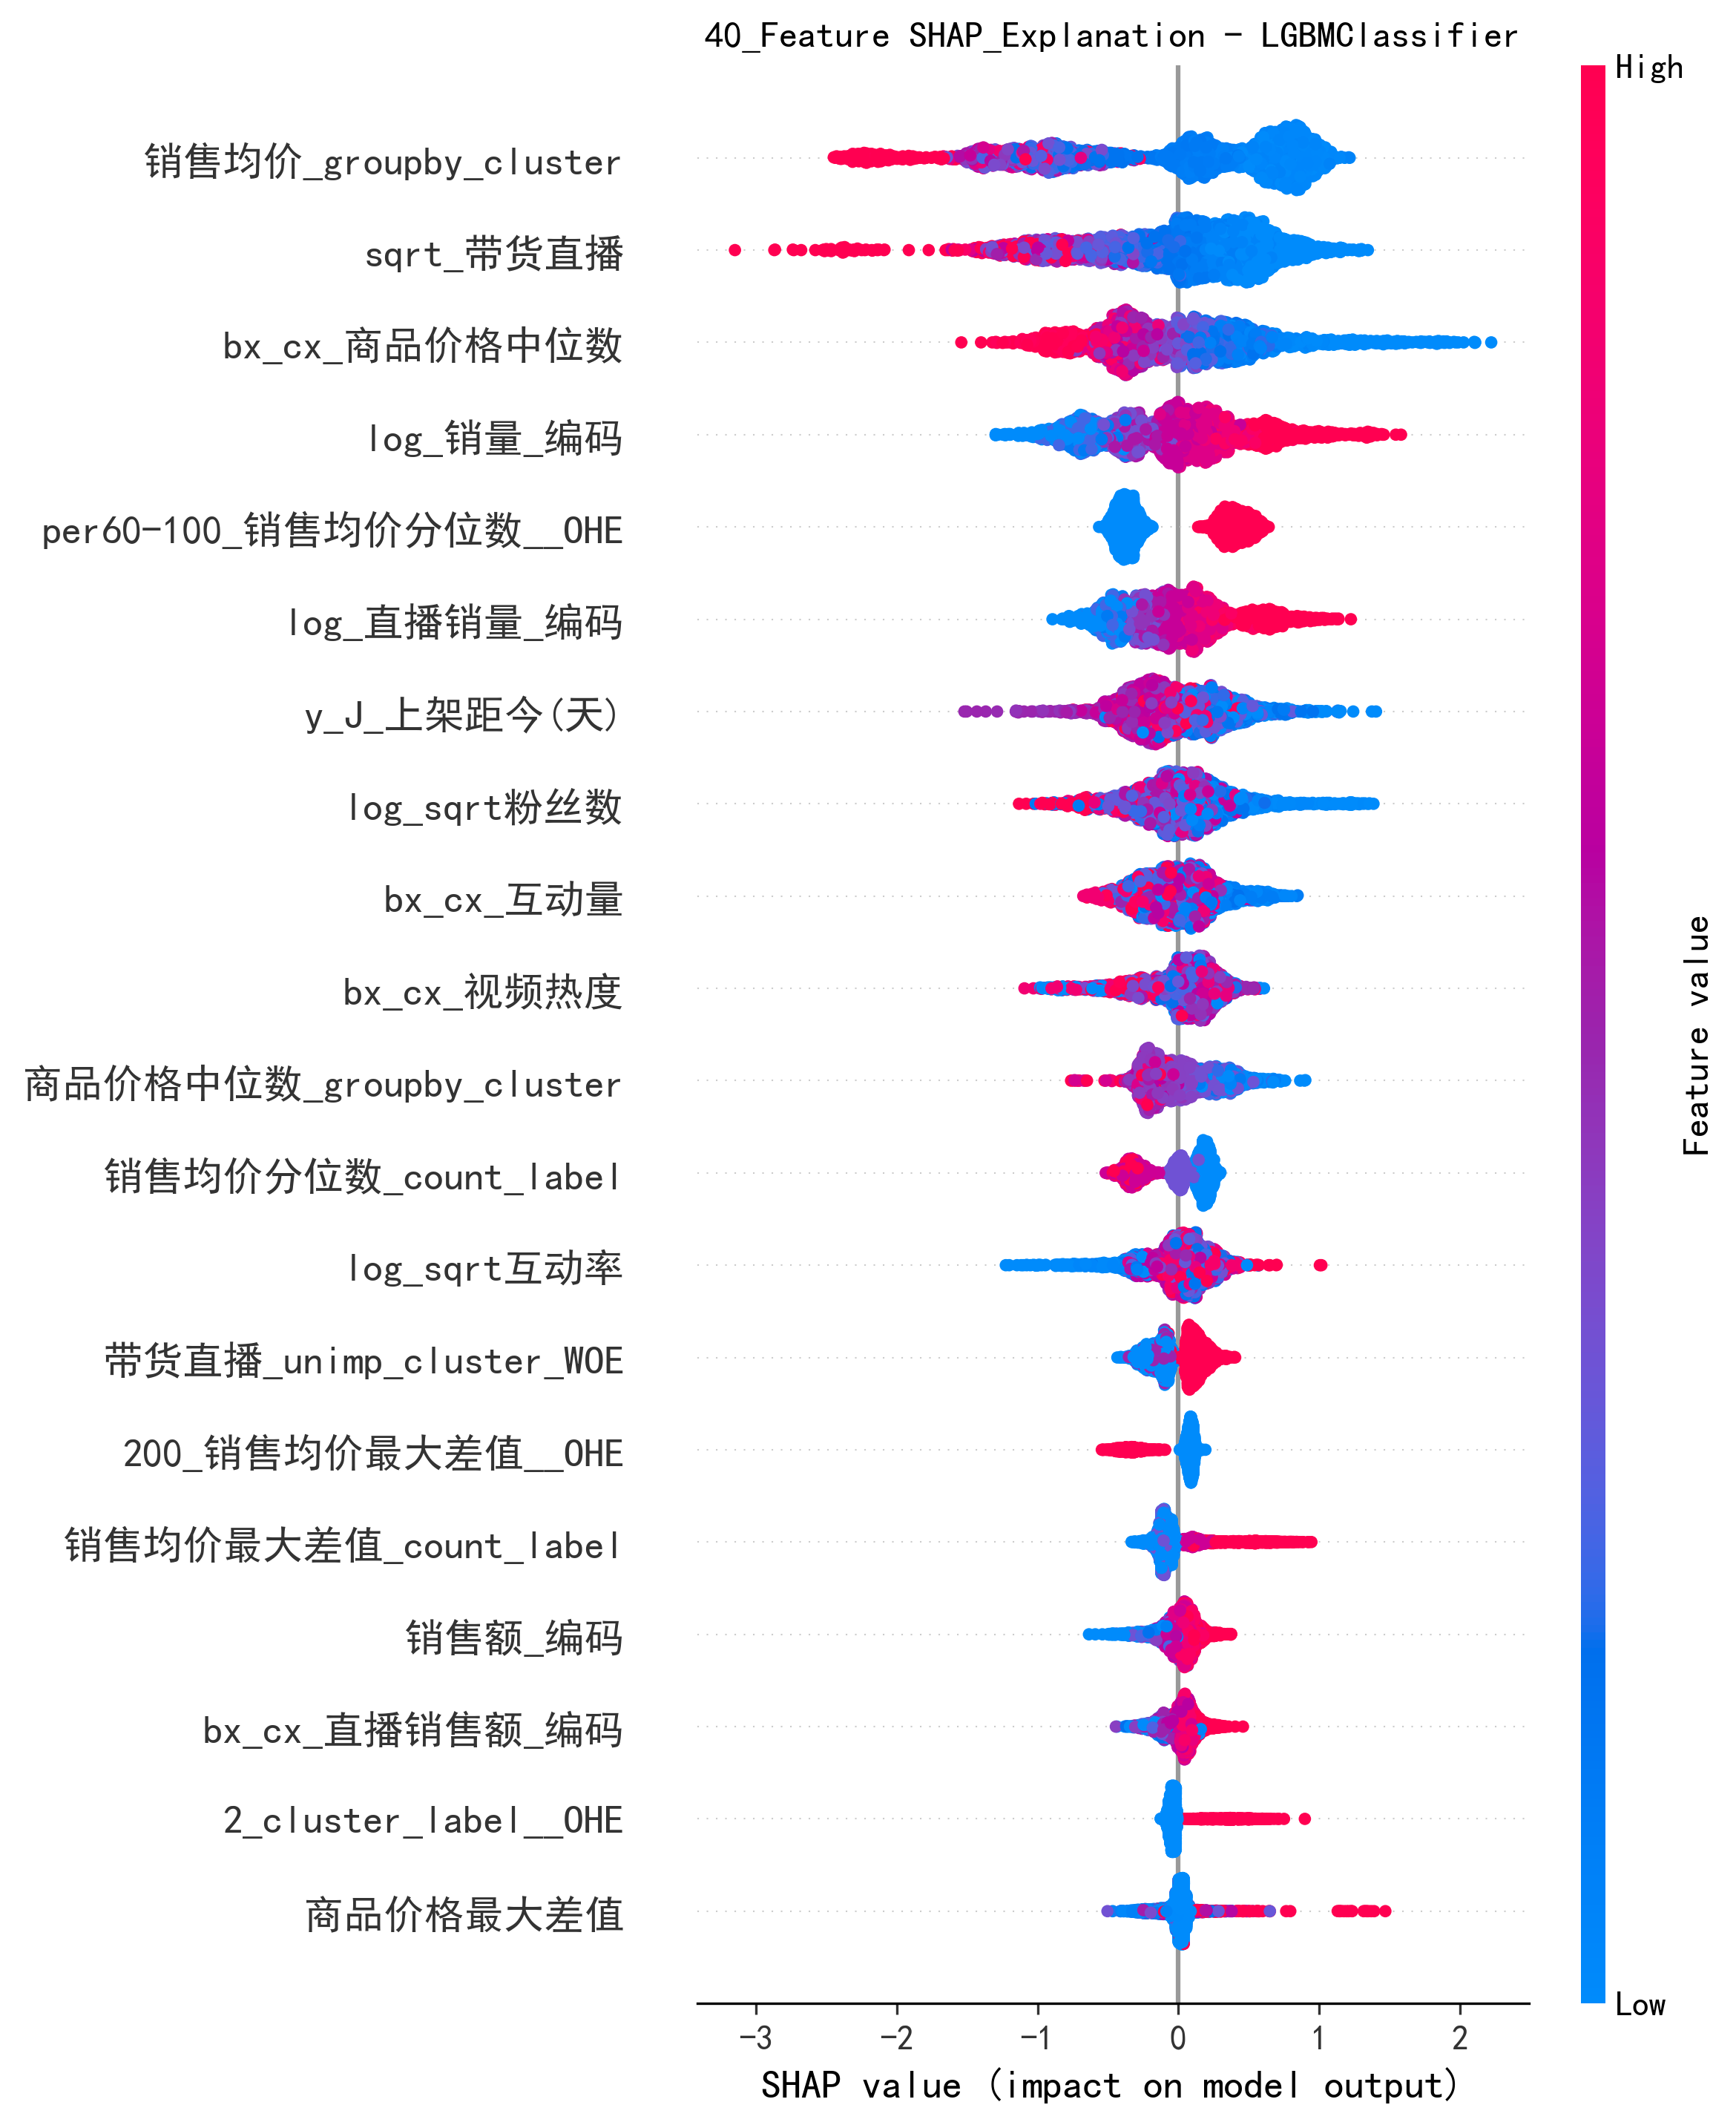 40_Feature SHAP_Explanation - LGBMClassifier
High
销售均价_groupby_cluster
sqrt_带货直播
bx_cx_商品价格中位数
log_销量_编码
per60-100_销售均价分位数__OHE
log_直播销量_编码
y_J_上架距今(天)
log_sqrt粉丝数
bx_cx_互动量
bx_cx_视频热度
商品价格中位数_groupby_cluster
销售均价分位数_count_label
log_sqrt互动率
带货直播_unimp_cluster_WOE
200_销售均价最大差值__OHE
销售均价最大差值_count_label
销售额_编码
bx_cx_直播销售额_编码
2_cluster_label__OHE
商品价格最大差值
Feature value
Low
−3 −2 −1 0 1 2
SHAP value (impact on model output)